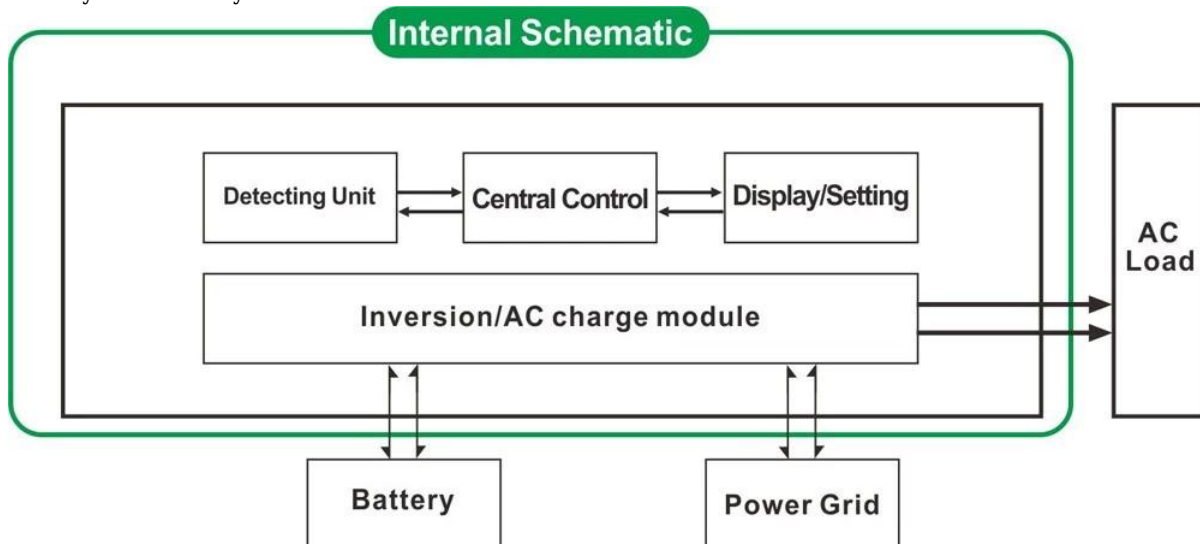 Internal Schematic
Detecting Unit
Central Control
Display/Setting
AC
Load
Inversion/AC charge module
Battery
Power Grid